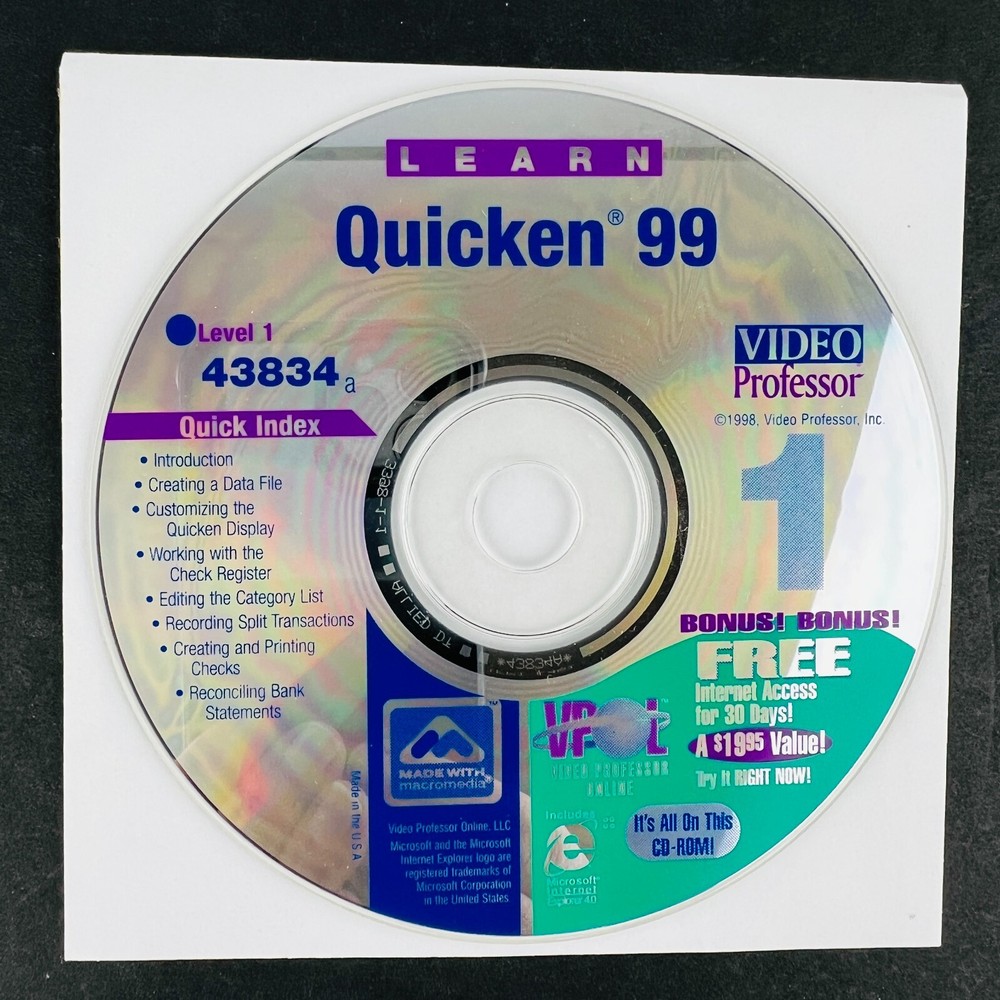 LEARN
Quicken® 99
Level 1
43834a
Quick Index
• Introduction
• Creating a Data File
• Customizing the
Quicken Display
• Working with the
Check Register
• Editing the Category List
• Recording Split Transactions
• Creating and Printing
Checks
• Reconciling Bank
Statements
VIDEO
Professor
©1998, Video Professor, Inc.
1
BONUS! BONUS!
FREE
Internet Access
for 30 Days!
A $19.95 Value!
Try It RIGHT NOW!
It's All On This
CD-ROM!
VPOL™
VIDEO PROFESSOR
ONLINE
Includes
Microsoft®
Internet
Explorer 4.0
MADE WITH
macromedia®
™
Video Professor Online, LLC
Microsoft and the Microsoft
Internet Explorer logo are
registered trademarks of
Microsoft Corporation
in the United States.
Made in the U S A
*43834A*